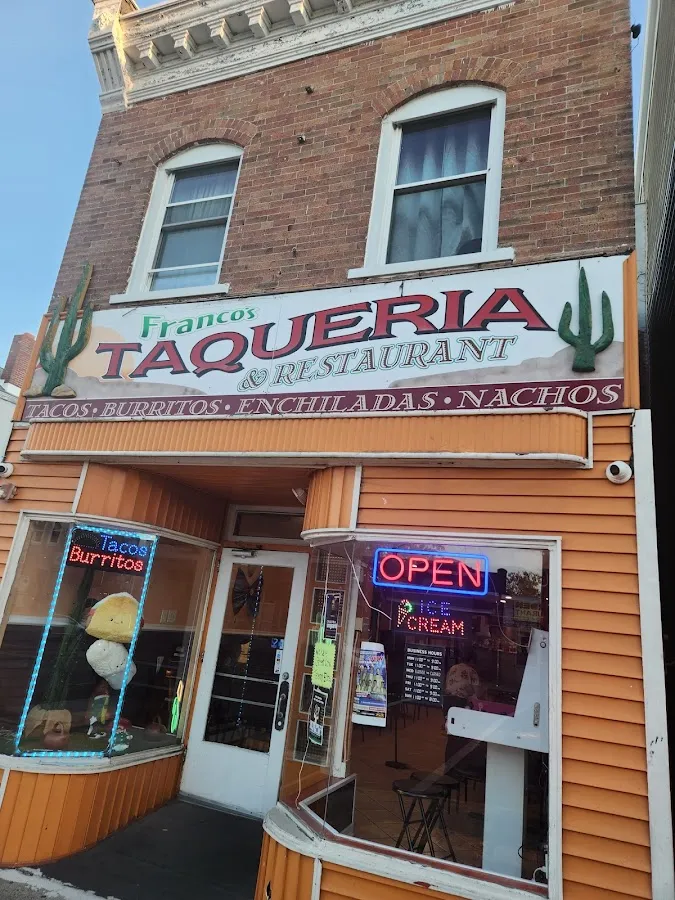 Franco's
TAQUERIA
& RESTAURANT
TACOS · BURRITOS · ENCHILADAS · NACHOS
Tacos
Burritos
OPEN
ICE
CREAM
BUSINESS HOURS